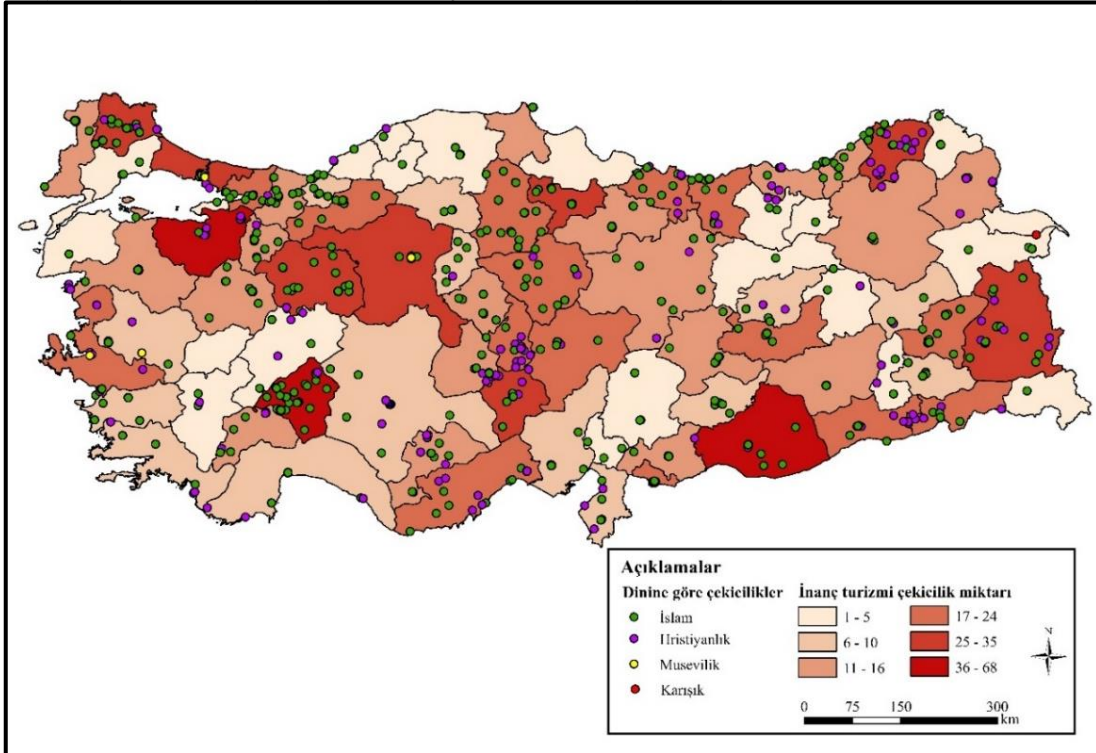 Açıklamalar
Dinine göre çekicilikler
İslam
Hristiyanlık
Musevilik
Karışık
İnanç turizmi çekicilik miktarı
1 - 5
6 - 10
11 - 16
17 - 24
25 - 35
36 - 68
N
0 75 150 300
km